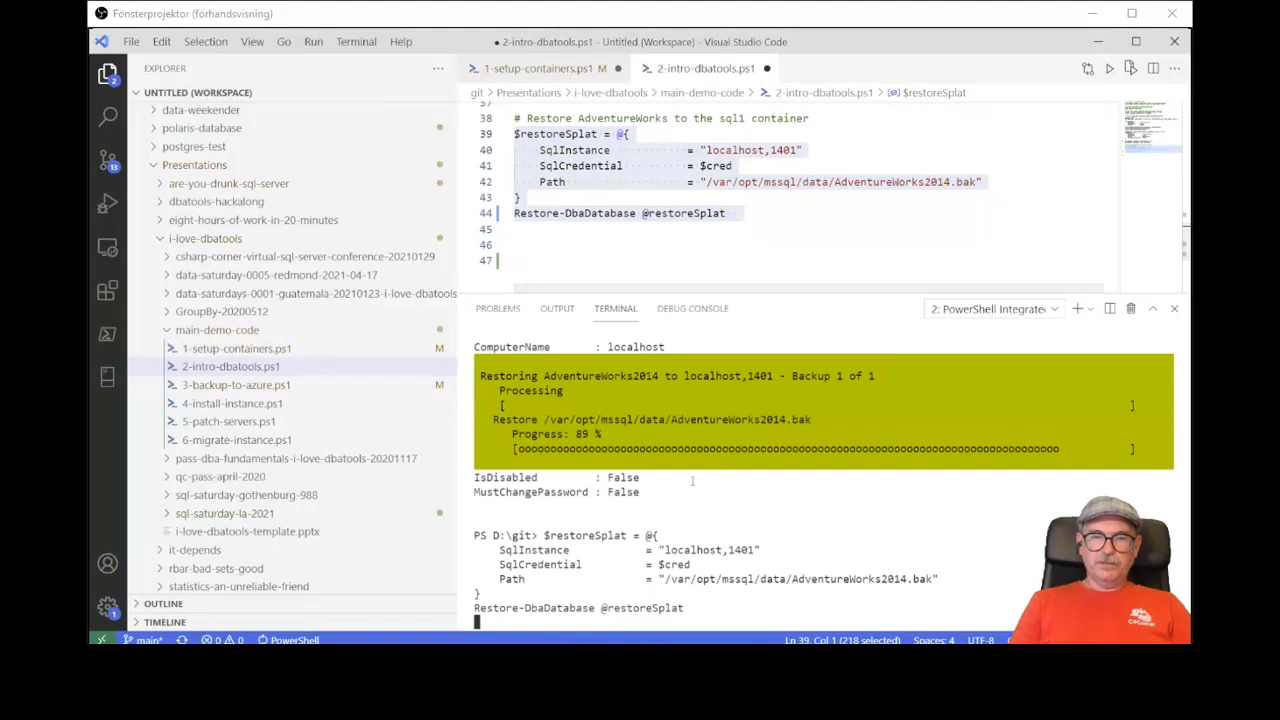 Fönsterprojektor (förhandsvisning)
File Edit Selection View Go Run Terminal Help
● 2-intro-dbatools.ps1 - Untitled (Workspace) - Visual Studio Code
EXPLORER ···
UNTITLED (WORKSPACE)
data-weekender
polaris-database
postgres-test
Presentations
are-you-drunk-sql-server
dbatools-hackalong
eight-hours-of-work-in-20-minutes
i-love-dbatools
csharp-corner-virtual-sql-server-conference-20210129
data-saturday-0005-redmond-2021-04-17
data-saturdays-0001-guatemala-20210123-i-love-dbatools
GroupBy-20200512
main-demo-code
1-setup-containers.ps1 M
2-intro-dbatools.ps1
3-backup-to-azure.ps1 M
4-install-instance.ps1
5-patch-servers.ps1
6-migrate-instance.ps1
pass-dba-fundamentals-i-love-dbatools-20201117
qc-pass-april-2020
sql-saturday-gothenburg-988
sql-saturday-la-2021
i-love-dbatools-template.pptx
it-depends
rbar-bad-sets-good
statistics-an-unreliable-friend
OUTLINE
TIMELINE
2
13
1
1-setup-containers.ps1 M ●
2-intro-dbatools.ps1 ●
git > Presentations > i-love-dbatools > main-demo-code > 2-intro-dbatools.ps1 > $restoreSplat
37
38 # Restore AdventureWorks to the sql1 container
39 $restoreSplat = @{
40 SqlInstance = "localhost,1401"
41 SqlCredential = $cred
42 Path = "/var/opt/mssql/data/AdventureWorks2014.bak"
43 }
44 Restore-DbaDatabase @restoreSplat
45
46
47
PROBLEMS OUTPUT TERMINAL DEBUG CONSOLE
2: PowerShell Integrate
ComputerName : localhost
Restoring AdventureWorks2014 to localhost,1401 - Backup 1 of 1
Processing
[ ]
Restore /var/opt/mssql/data/AdventureWorks2014.bak
Progress: 89 %
IsDisabled : False
MustChangePassword : False
PS D:\git> $restoreSplat = @{
SqlInstance = "localhost,1401"
SqlCredential = $cred
Path = "/var/opt/mssql/data/AdventureWorks2014.bak"
}
Restore-DbaDatabase @restoreSplat
main* 0 0 PowerShell
Ln 39, Col 1 (218 selected) Spaces: 4 UTF-8